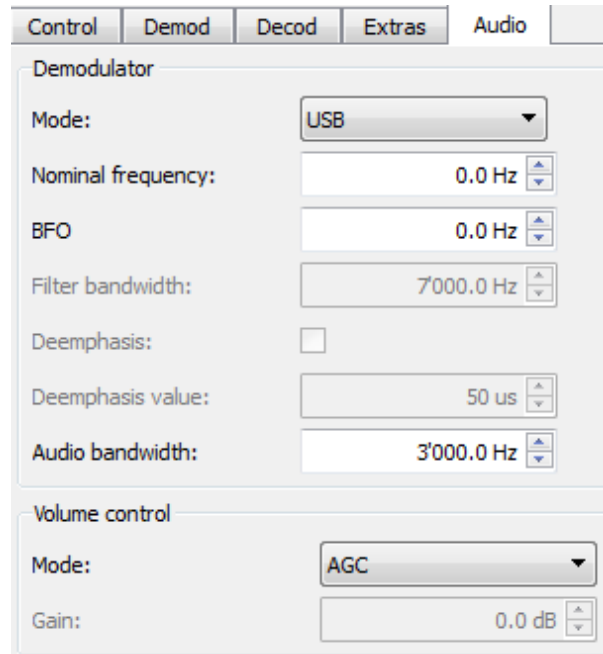 Control Demod Decod Extras Audio
Demodulator
Mode: USB
Nominal frequency: 0.0 Hz
BFO 0.0 Hz
Filter bandwidth: 7'000.0 Hz
Deemphasis:
Deemphasis value: 50 us
Audio bandwidth: 3'000.0 Hz
Volume control
Mode: AGC
Gain: 0.0 dB